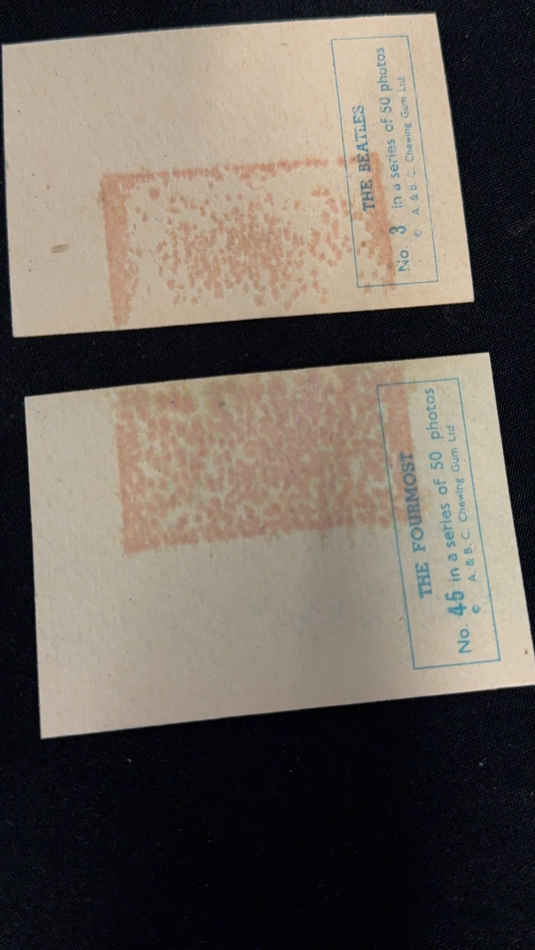 THE BEATLES
No. 3 in a series of 50 photos
© A. & B. C. Chewing Gum Ltd
THE FOURMOST
No. 46 in a series of 50 photos
© A. & B. C. Chewing Gum Ltd